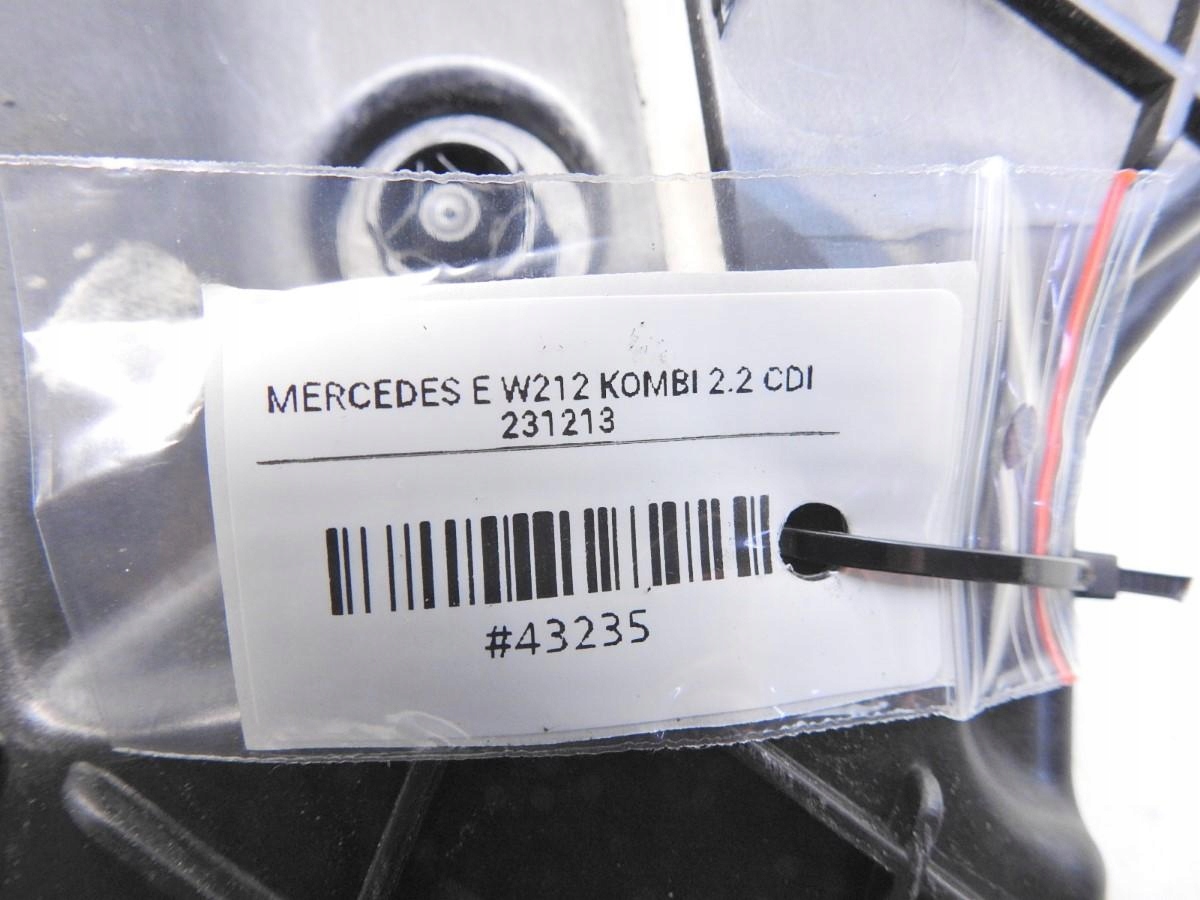 MERCEDES E W212 KOMBI 2.2 CDI
231213
#43235